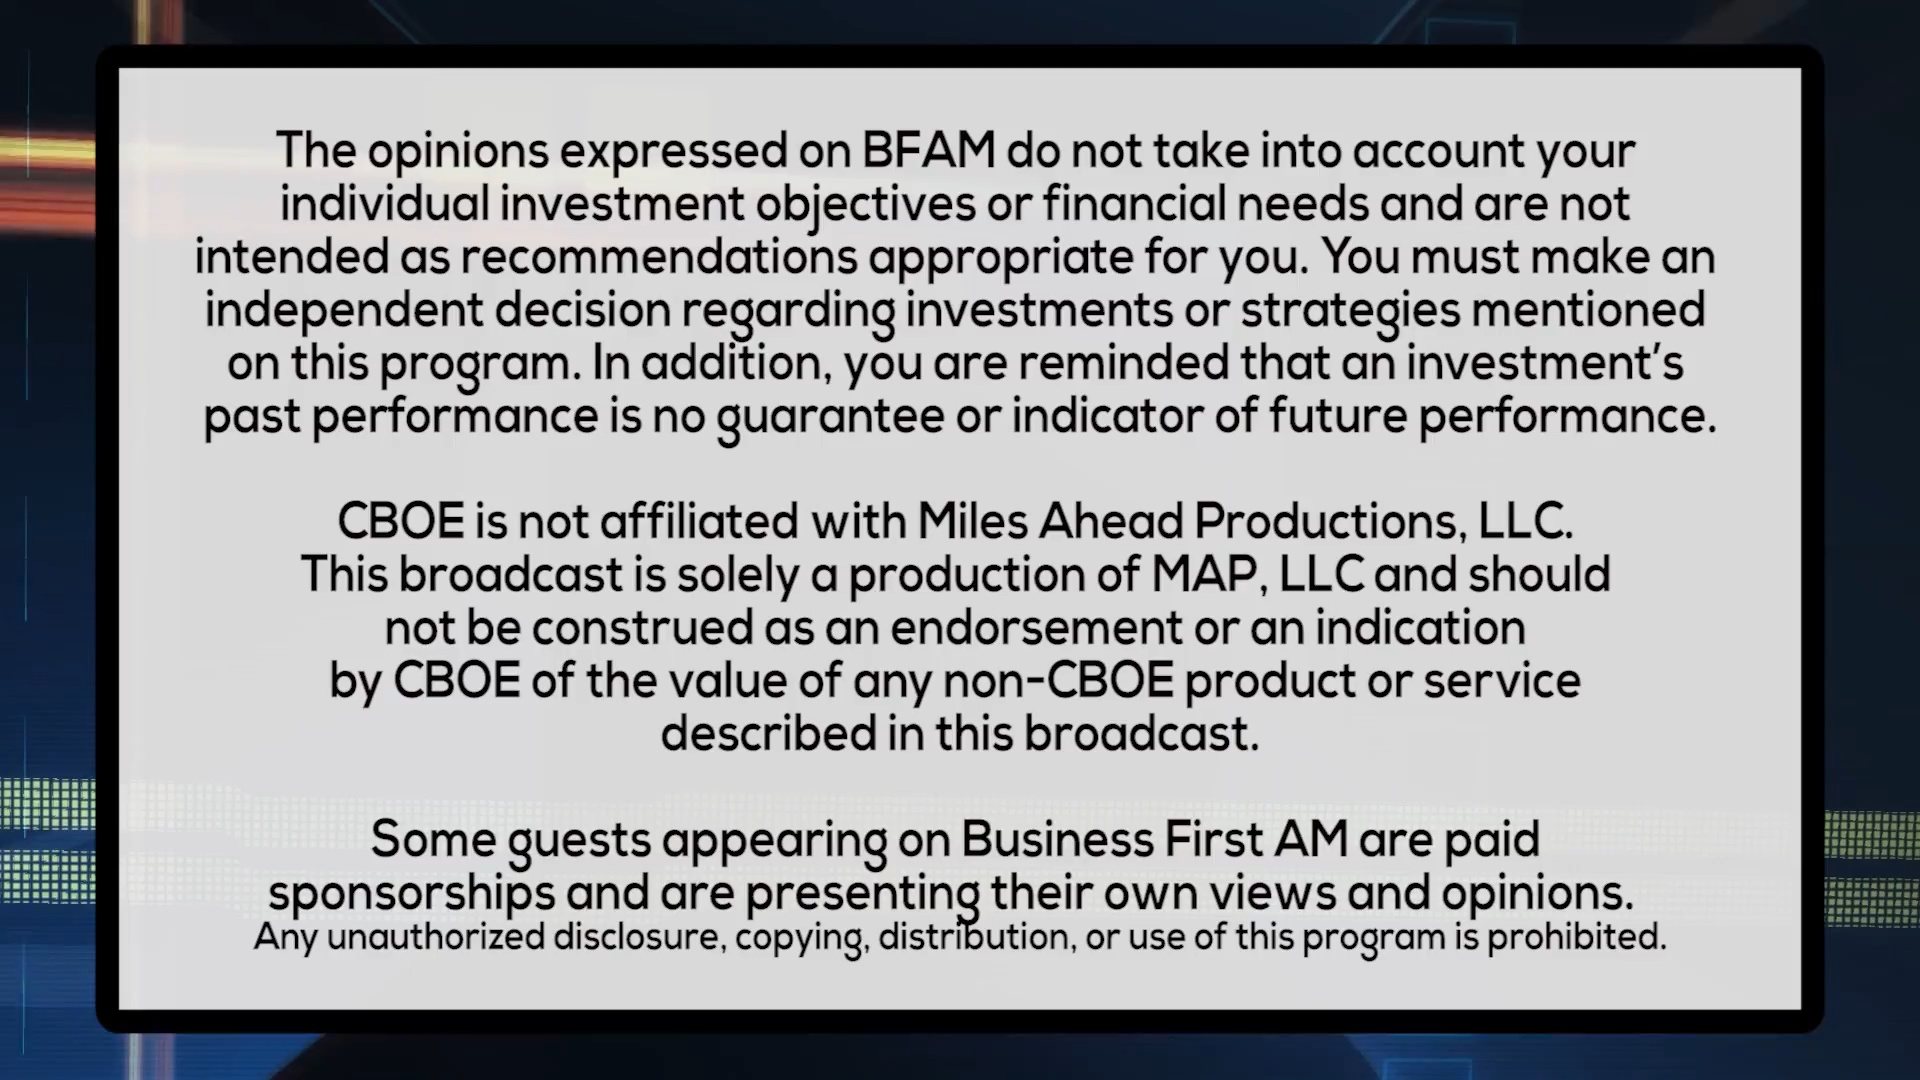 The opinions expressed on BFAM do not take into account your
individual investment objectives or financial needs and are not
intended as recommendations appropriate for you. You must make an
independent decision regarding investments or strategies mentioned
on this program. In addition, you are reminded that an investment’s
past performance is no guarantee or indicator of future performance.
CBOE is not affiliated with Miles Ahead Productions, LLC.
This broadcast is solely a production of MAP, LLC and should
not be construed as an endorsement or an indication
by CBOE of the value of any non-CBOE product or service
described in this broadcast.
Some guests appearing on Business First AM are paid
sponsorships and are presenting their own views and opinions.
Any unauthorized disclosure, copying, distribution, or use of this program is prohibited.